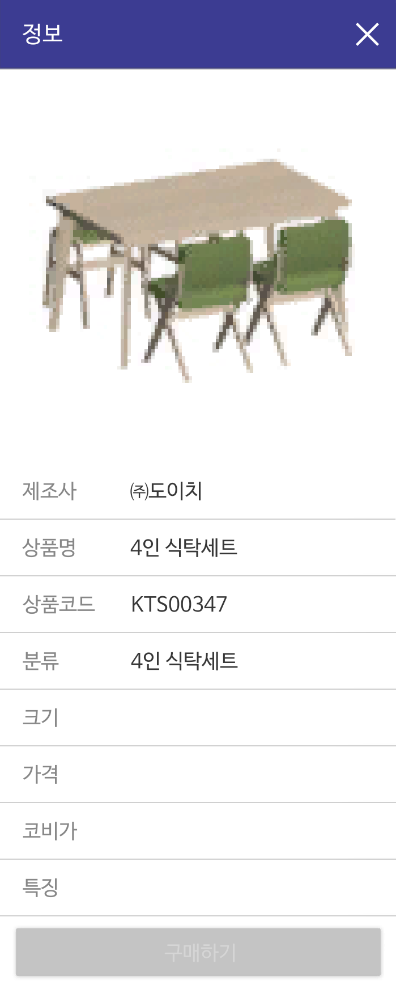 정보
제조사 ㈜도이치
상품명 4인 식탁세트
상품코드 KTS00347
분류 4인 식탁세트
크기
가격
코비가
특징
구매하기